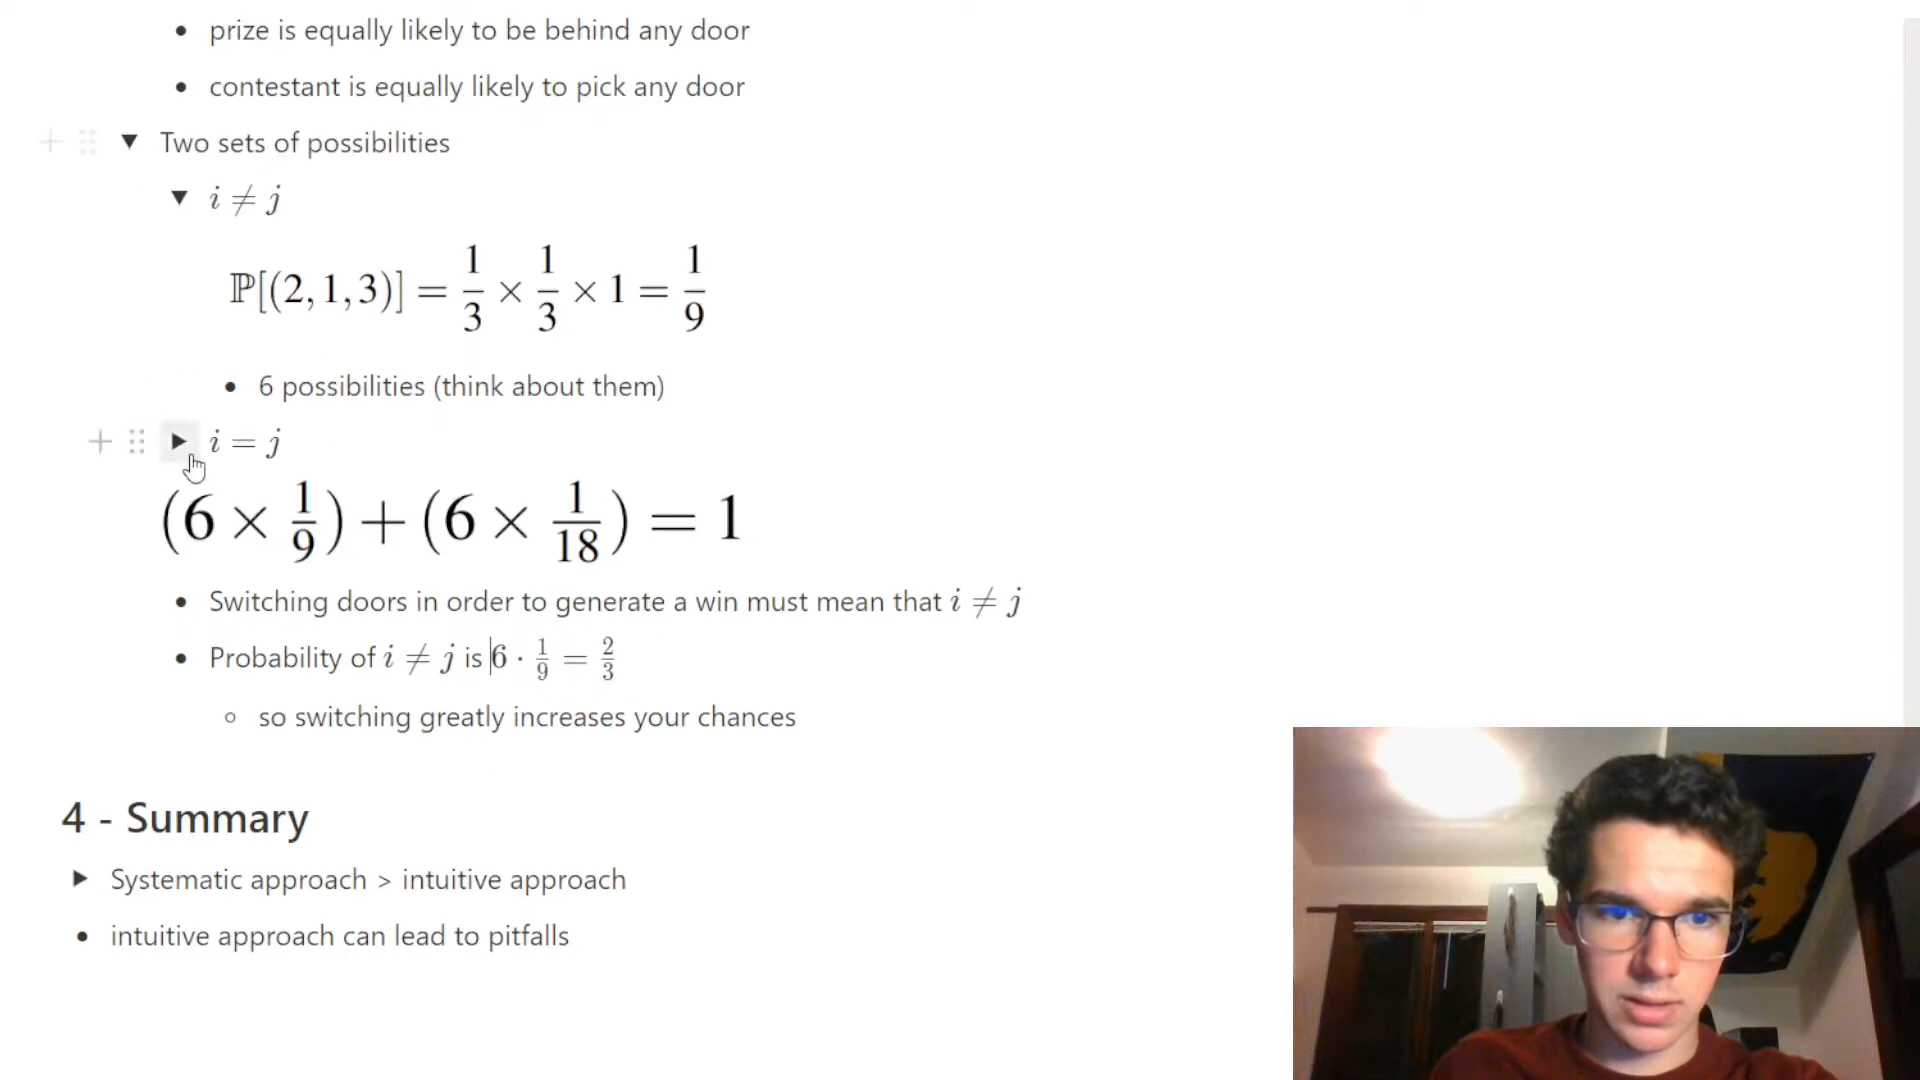 prize is equally likely to be behind any door
contestant is equally likely to pick any door
Two sets of possibilities
i ≠ j
ℙ[(2, 1, 3)] = 1/3 × 1/3 × 1 = 1/9
6 possibilities (think about them)
i = j
(6 × 1/9) + (6 × 1/18) = 1
Switching doors in order to generate a win must mean that i ≠ j
Probability of i ≠ j is 6 · 1/9 = 2/3
so switching greatly increases your chances
4 - Summary
Systematic approach > intuitive approach
intuitive approach can lead to pitfalls